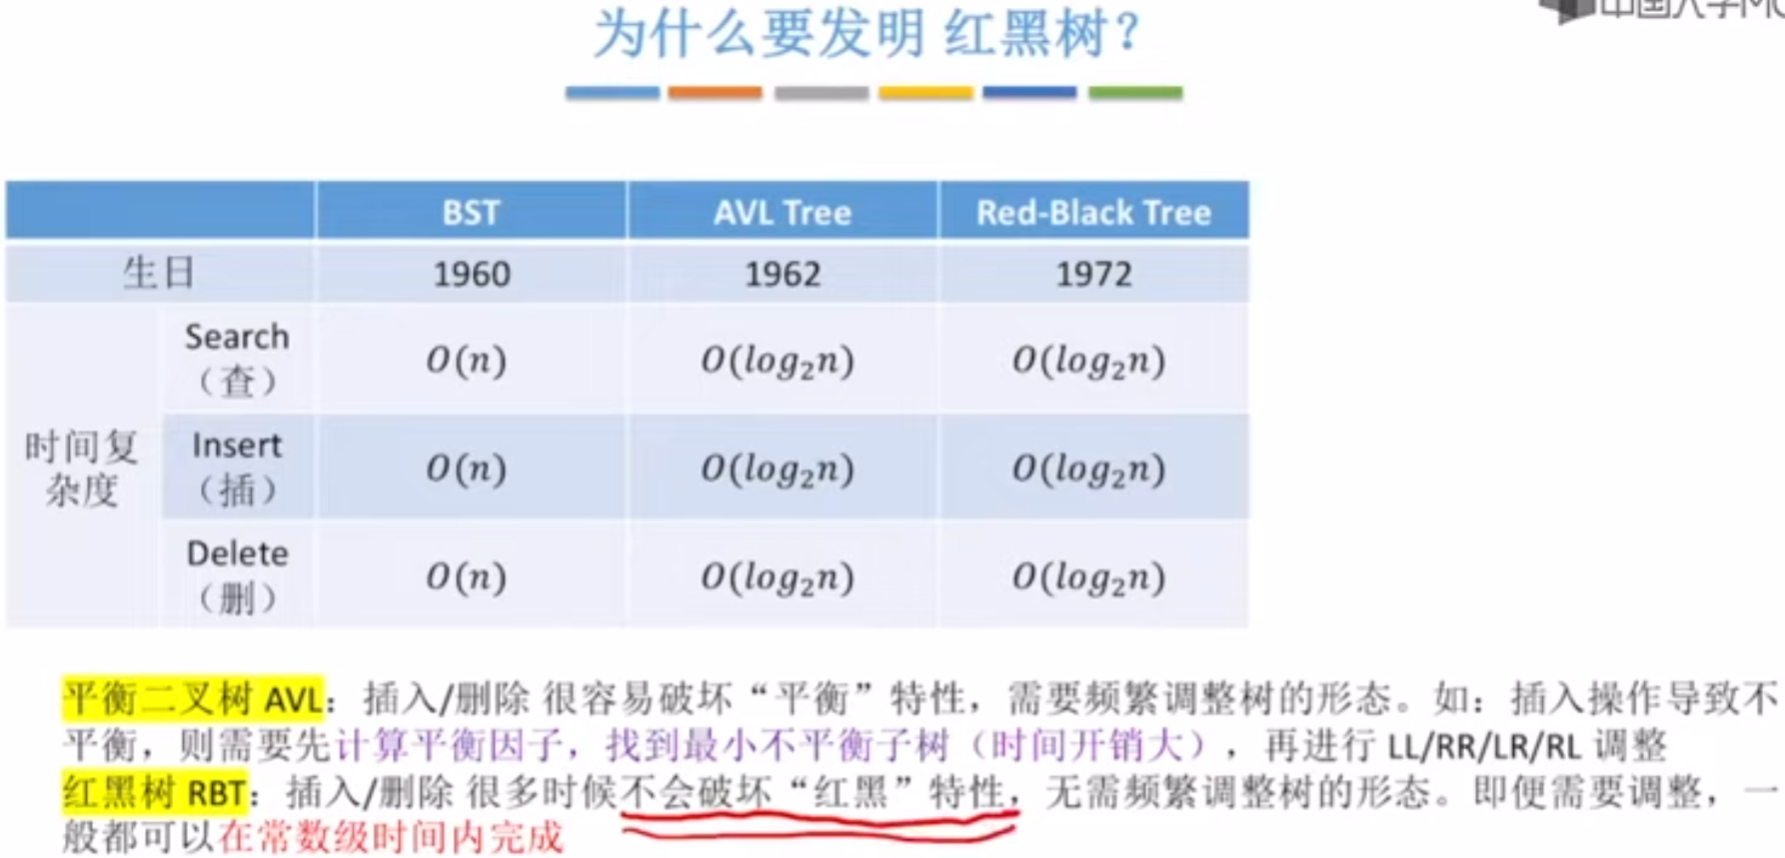 为什么要发明 红黑树？
中国大学MO
BST AVL Tree Red-Black Tree
生日 1960 1962 1972
时间复杂度
Search（查） O(n) O(log₂n) O(log₂n)
Insert（插） O(n) O(log₂n) O(log₂n)
Delete（删） O(n) O(log₂n) O(log₂n)
平衡二叉树 AVL：插入/删除 很容易破坏“平衡”特性，需要频繁调整树的形态。如：插入操作导致不
平衡，则需要先计算平衡因子，找到最小不平衡子树（时间开销大），再进行 LL/RR/LR/RL 调整
红黑树 RBT：插入/删除 很多时候不会破坏“红黑”特性，无需频繁调整树的形态。即便需要调整，一
般都可以在常数级时间内完成